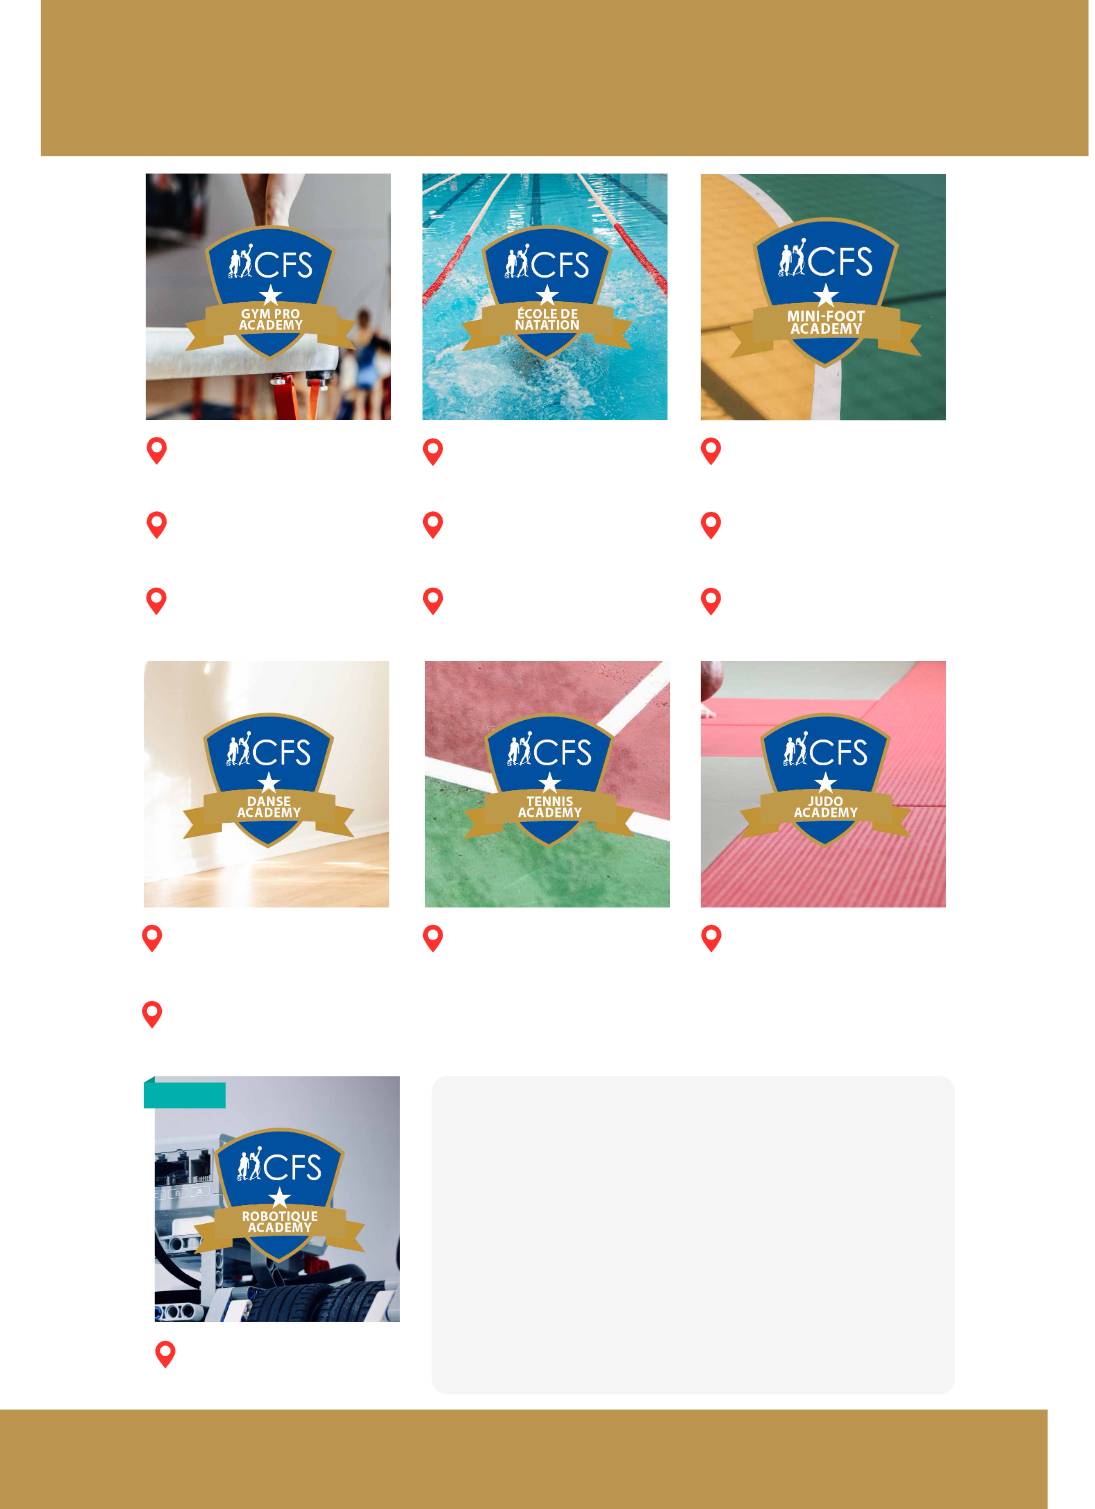 CFS
GYM PRO
ACADEMY
CFS
ÉCOLE DE
NATATION
CFS
MINI-FOOT
ACADEMY
CFS
DANSE
ACADEMY
CFS
TENNIS
ACADEMY
CFS
JUDO
ACADEMY
CFS
ROBOTIQUE
ACADEMY